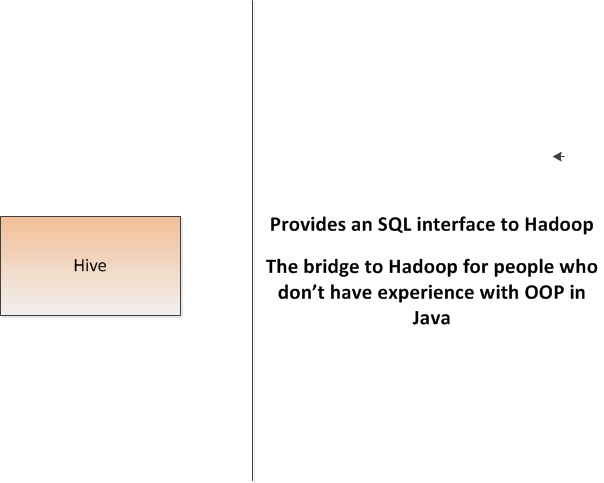 Hive
Provides an SQL interface to Hadoop
The bridge to Hadoop for people who
don’t have experience with OOP in
Java